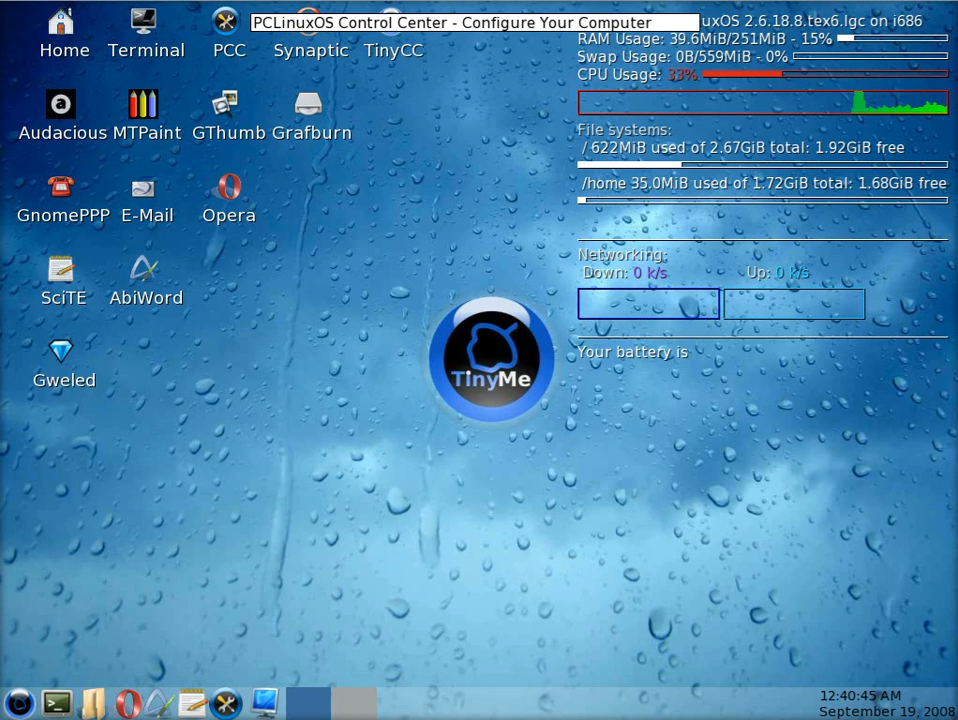 PCLinuxOS Control Center - Configure Your Computer
uxOS 2.6.18.8.tex6.lgc on i686
Home Terminal PCC Synaptic TinyCC
RAM Usage: 39.6MiB/251MiB - 15%
Swap Usage: 0B/559MiB - 0%
CPU Usage: 33%
Audacious MTPaint GThumb Grafburn
File systems:
/ 622MiB used of 2.67GiB total: 1.92GiB free
/home 35.0MiB used of 1.72GiB total: 1.68GiB free
GnomePPP E-Mail Opera
Networking:
Down: 0 k/s Up: 0 k/s
SciTE AbiWord
Your battery is
Gweled
TinyMe
12:40:45 AM
September 19, 2008